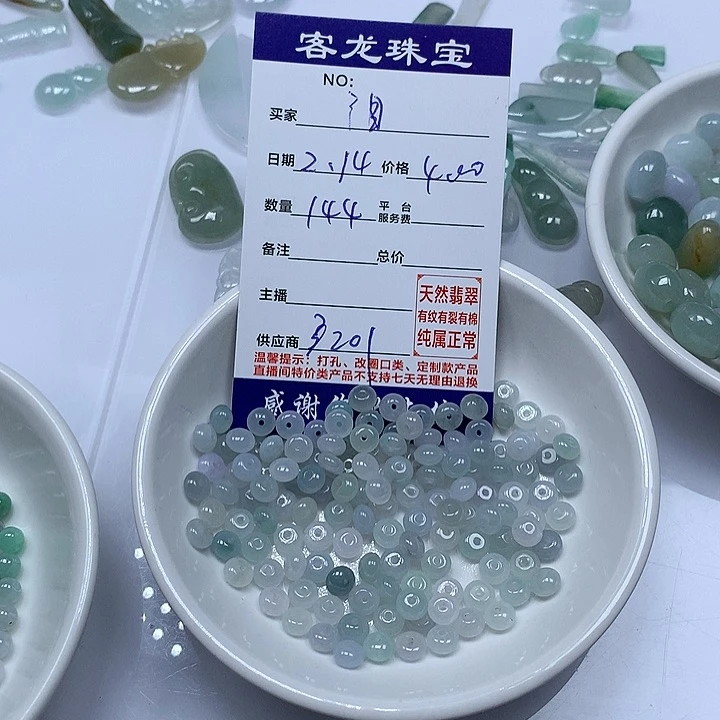 客龙珠宝
NO:
买家
日期 2.14 价格 400
数量 144 平台服务费
备注 总价
主播
天然翡翠
有纹有裂有棉
纯属正常
供应商 3201
温馨提示：打孔、改圈口类、定制款产品
直播间特价类产品不支持七天无理由退换
感谢